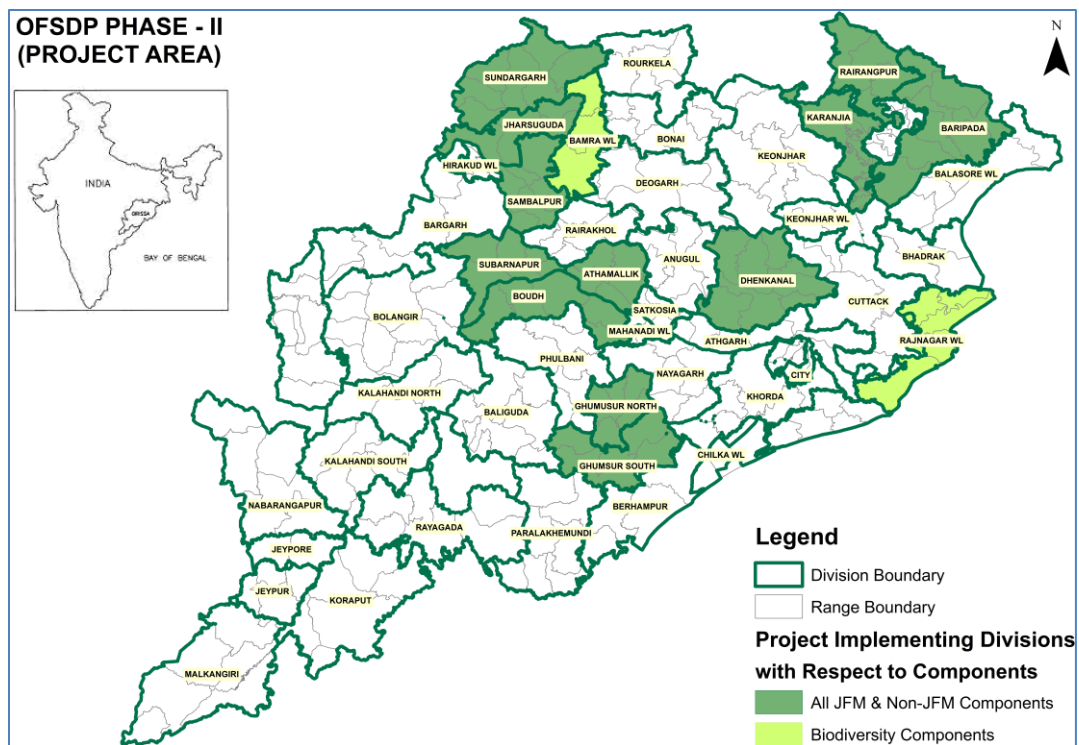 OFSDP PHASE - II
(PROJECT AREA)
N
INDIA
ORISSA
BAY OF BENGAL
SUNDARGARH
ROURKELA
RAIRANGPUR
JHARSUGUDA
KARANJIA
BARIPADA
BAMRA WL
BONAI
KEONJHAR
HIRAKUD WL
DEOGARH
BALASORE WL
SAMBALPUR
BARGARH
RAIRAKHOL
KEONJHAR WL
ANUGUL
BHADRAK
SUBARNAPUR
ATHAMALLIK
DHENKANAL
BOUDH
CUTTACK
BOLANGIR
SATKOSIA
MAHANADI WL
ATHGARH
RAJNAGAR WL
PHULBANI
NAYAGARH
CITY
KALAHANDI NORTH
GHUMUSUR NORTH
KHORDA
BALIGUDA
CHILKA WL
KALAHANDI SOUTH
GHUMSUR SOUTH
NABARANGAPUR
BERHAMPUR
RAYAGADA
PARALAKHEMUNDI
JEYPORE
JEYPUR
KORAPUT
MALKANGIRI
Legend
Division Boundary
Range Boundary
Project Implementing Divisions
with Respect to Components
All JFM & Non-JFM Components
Biodiversity Components